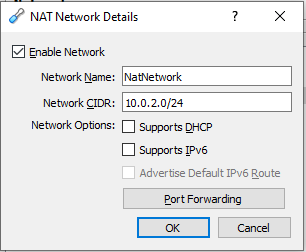 NAT Network Details
Enable Network
Network Name: NatNetwork
Network CIDR: 10.0.2.0/24
Network Options: Supports DHCP
Supports IPv6
Advertise Default IPv6 Route
Port Forwarding
OK Cancel